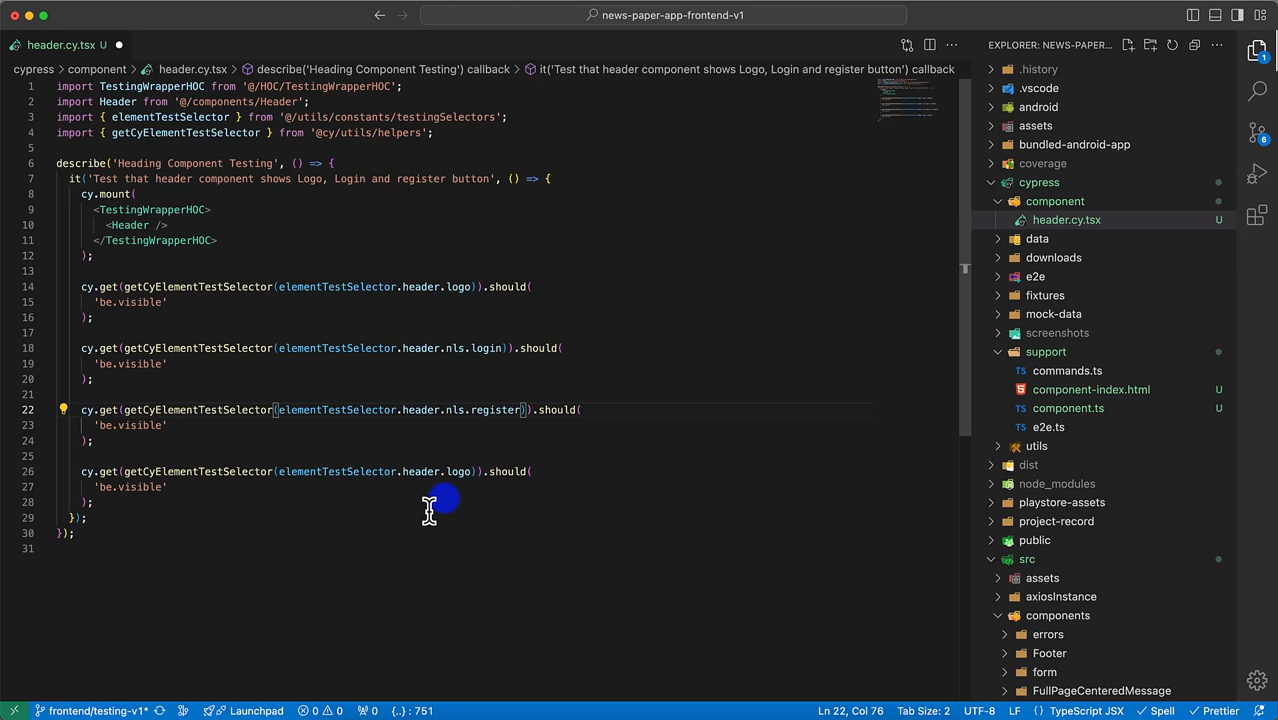 news-paper-app-frontend-v1
header.cy.tsx U
EXPLORER: NEWS-PAPER...
cypress > component > header.cy.tsx > describe('Heading Component Testing') callback > it('Test that header component shows Logo, Login and register button') callback
1 import TestingWrapperHOC from '@/HOC/TestingWrapperHOC';
2 import Header from '@/components/Header';
3 import { elementTestSelector } from '@/utils/constants/testingSelectors';
4 import { getCyElementTestSelector } from '@cy/utils/helpers';
5
6 describe('Heading Component Testing', () => {
7 it('Test that header component shows Logo, Login and register button', () => {
8 cy.mount(
9 <TestingWrapperHOC>
10 <Header />
11 </TestingWrapperHOC>
12 );
13
14 cy.get(getCyElementTestSelector(elementTestSelector.header.logo)).should(
15 'be.visible'
16 );
17
18 cy.get(getCyElementTestSelector(elementTestSelector.header.nls.login)).should(
19 'be.visible'
20 );
21
22 cy.get(getCyElementTestSelector(elementTestSelector.header.nls.register)).should(
23 'be.visible'
24 );
25
26 cy.get(getCyElementTestSelector(elementTestSelector.header.logo)).should(
27 'be.visible'
28 );
29 });
30 });
31
.history
.vscode
android
assets
bundled-android-app
coverage
cypress
component
header.cy.tsx U
data
downloads
e2e
fixtures
mock-data
screenshots
support
commands.ts
component-index.html U
component.ts U
e2e.ts
utils
dist
node_modules
playstore-assets
project-record
public
src
assets
axiosInstance
components
errors
Footer
form
FullPageCenteredMessage
1
6
frontend/testing-v1* Launchpad 0 0 0 {..} : 751 Ln 22, Col 76 Tab Size: 2 UTF-8 LF {} TypeScript JSX Spell Prettier